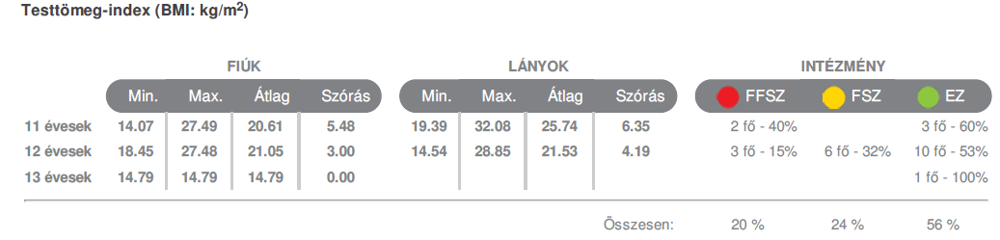 Testtömeg-index (BMI: kg/m²)
FIÚK LÁNYOK INTÉZMÉNY
Min. Max. Átlag Szórás Min. Max. Átlag Szórás FFSZ FSZ EZ
11 évesek 14.07 27.49 20.61 5.48 19.39 32.08 25.74 6.35 2 fő - 40% 3 fő - 60%
12 évesek 18.45 27.48 21.05 3.00 14.54 28.85 21.53 4.19 3 fő - 15% 6 fő - 32% 10 fő - 53%
13 évesek 14.79 14.79 14.79 0.00 1 fő - 100%
Összesen: 20 % 24 % 56 %